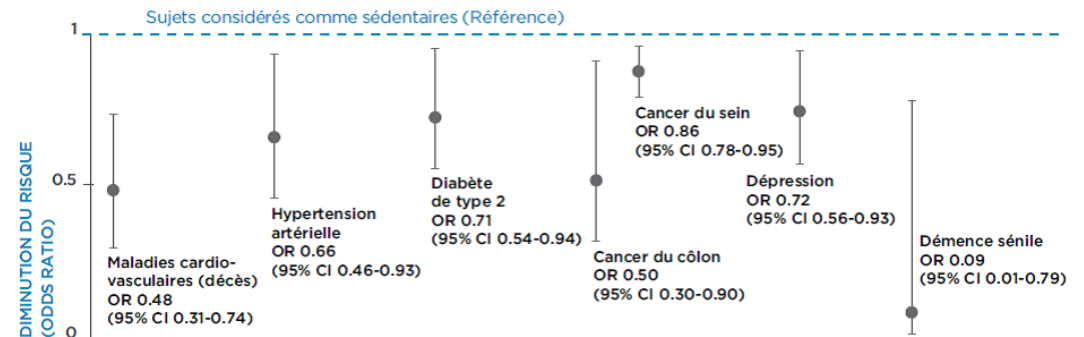 Sujets considérés comme sédentaires (Référence)
1
0.5
0
DIMINUTION DU RISQUE
(ODDS RATIO)
Maladies cardio-
vasculaires (décès)
OR 0.48
(95% CI 0.31-0.74)
Hypertension
artérielle
OR 0.66
(95% CI 0.46-0.93)
Diabète
de type 2
OR 0.71
(95% CI 0.54-0.94)
Cancer du côlon
OR 0.50
(95% CI 0.30-0.90)
Cancer du sein
OR 0.86
(95% CI 0.78-0.95)
Dépression
OR 0.72
(95% CI 0.56-0.93)
Démence sénile
OR 0.09
(95% CI 0.01-0.79)